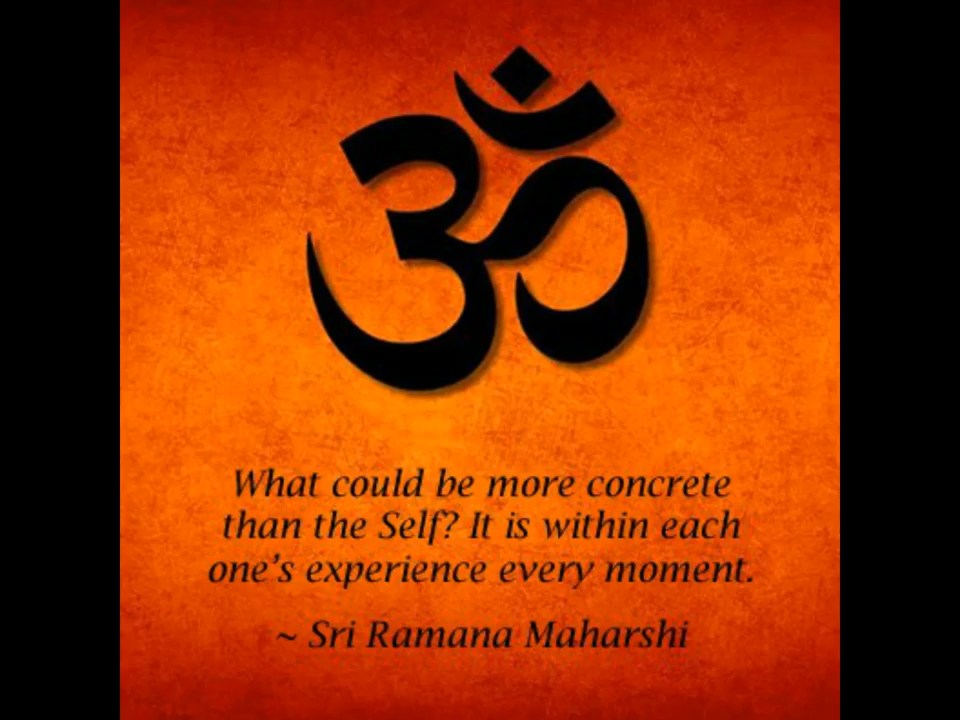 ॐ
What could be more concrete
than the Self? It is within each
one's experience every moment.
~ Sri Ramana Maharshi